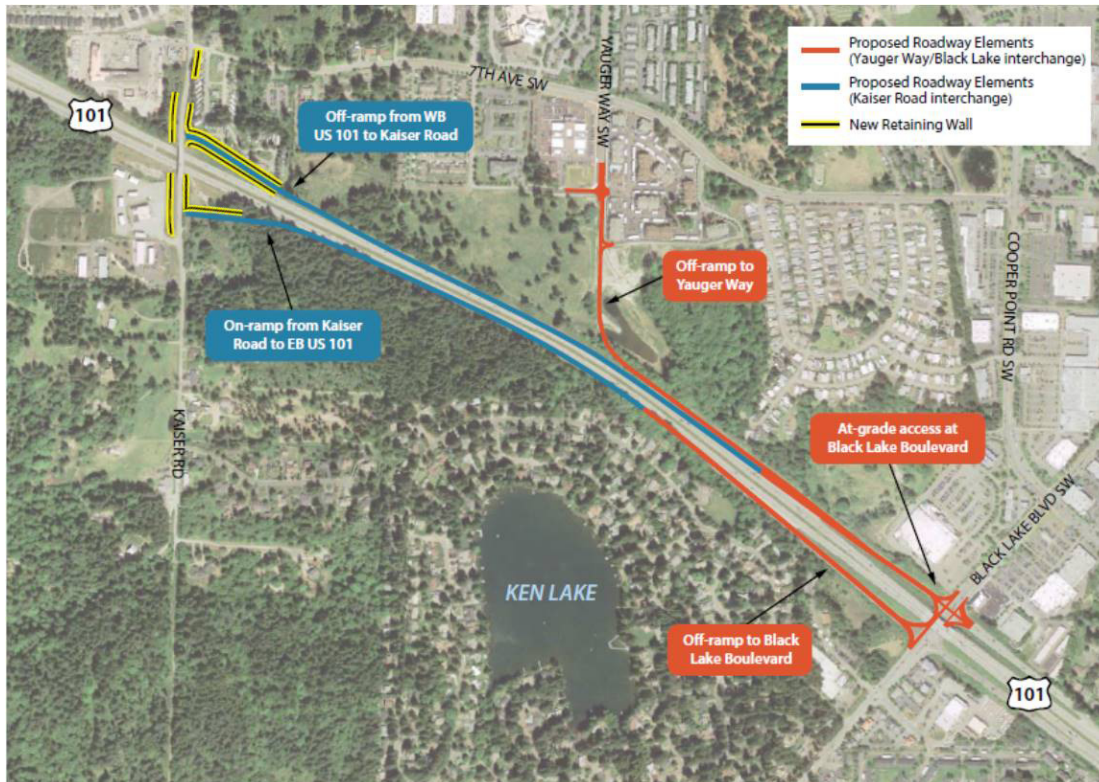 Proposed Roadway Elements
(Yauger Way/Black Lake interchange)
Proposed Roadway Elements
(Kaiser Road interchange)
New Retaining Wall
YAUGER WAY SW
7TH AVE SW
101
Off-ramp from WB
US 101 to Kaiser Road
Off-ramp to
Yauger Way
COOPER POINT RD SW
On-ramp from Kaiser
Road to EB US 101
KAISER RD
At-grade access at
Black Lake Boulevard
BLACK LAKE BLVD SW
KEN LAKE
Off-ramp to Black
Lake Boulevard
101